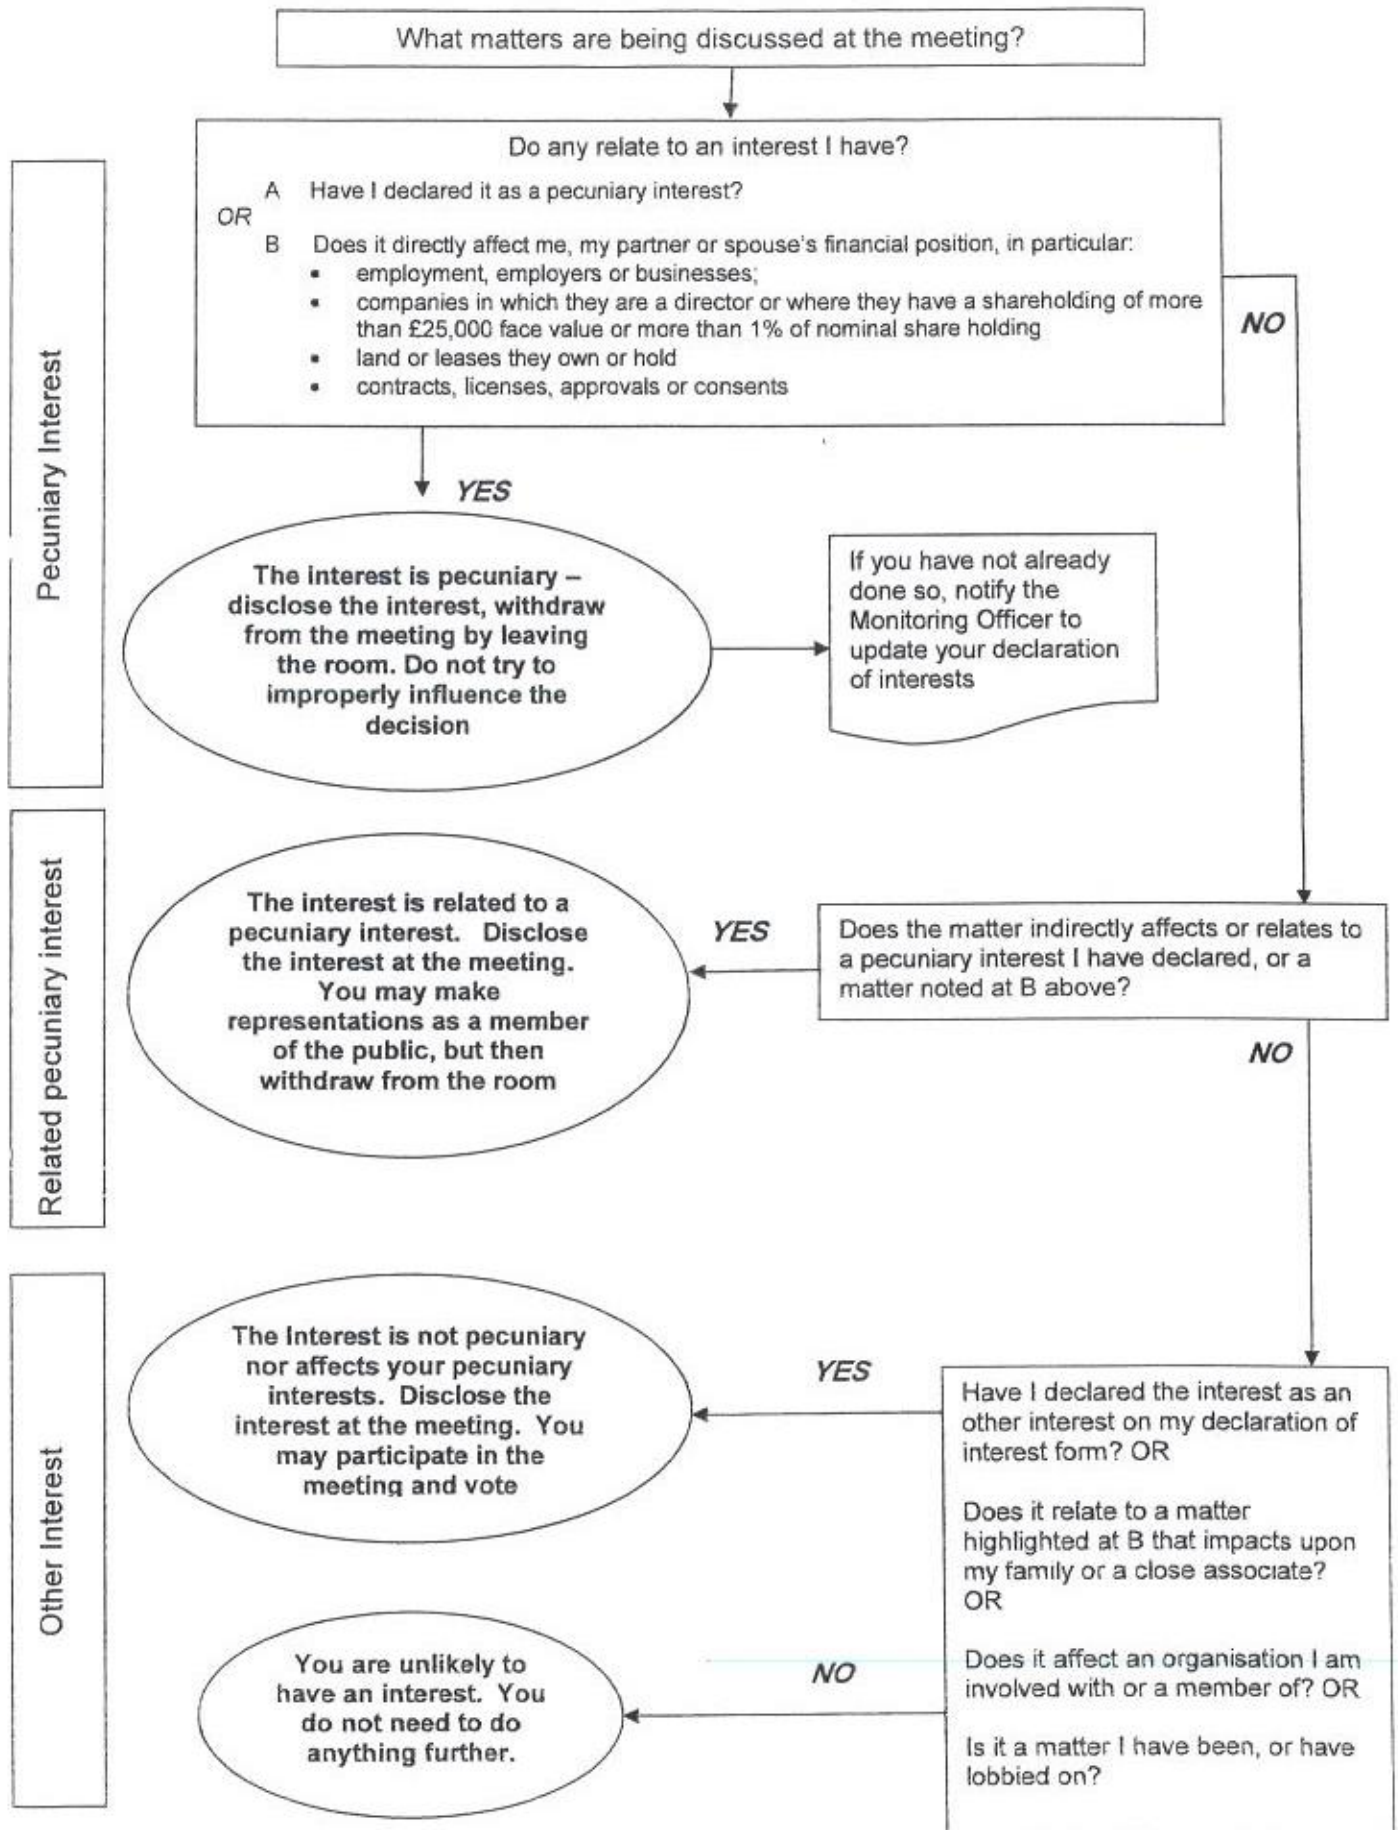 What matters are being discussed at the meeting?
Do any relate to an interest I have?
A Have I declared it as a pecuniary interest?
OR
B Does it directly affect me, my partner or spouse's financial position, in particular:
• employment, employers or businesses;
• companies in which they are a director or where they have a shareholding of more
than £25,000 face value or more than 1% of nominal share holding
• land or leases they own or hold
• contracts, licenses, approvals or consents
NO
Pecuniary Interest
YES
The interest is pecuniary –
disclose the interest, withdraw
from the meeting by leaving
the room. Do not try to
improperly influence the
decision
If you have not already
done so, notify the
Monitoring Officer to
update your declaration
of interests
Related pecuniary interest
The interest is related to a
pecuniary interest. Disclose
the interest at the meeting.
You may make
representations as a member
of the public, but then
withdraw from the room
YES
Does the matter indirectly affects or relates to
a pecuniary interest I have declared, or a
matter noted at B above?
NO
Other Interest
The Interest is not pecuniary
nor affects your pecuniary
interests. Disclose the
interest at the meeting. You
may participate in the
meeting and vote
YES
Have I declared the interest as an
other interest on my declaration of
interest form? OR
Does it relate to a matter
highlighted at B that impacts upon
my family or a close associate?
OR
Does it affect an organisation I am
involved with or a member of? OR
Is it a matter I have been, or have
lobbied on?
NO
You are unlikely to
have an interest. You
do not need to do
anything further.